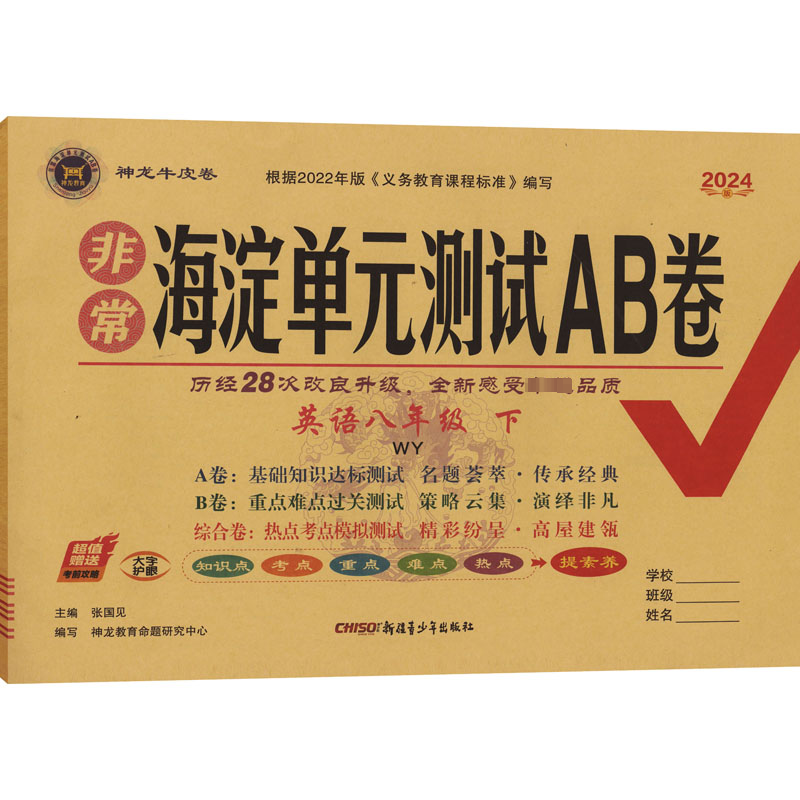 神龙牛皮卷
根据2022年版《义务教育课程标准》编写
2024
版
非常
海淀单元测试AB卷
历经28次改良升级，全新感受 品质
英语八年级 下
WY
A卷：基础知识达标测试 名题荟萃·传承经典
B卷：重点难点过关测试 策略云集·演绎非凡
综合卷：热点考点模拟测试 精彩纷呈·高屋建瓴
超值
赠送
考前攻略
大字
护眼
知识点 考点 重点 难点 热点 提素养
学校
班级
姓名
主编 张国见
编写 神龙教育命题研究中心
CHISO 新疆青少年出版社
神龙教育